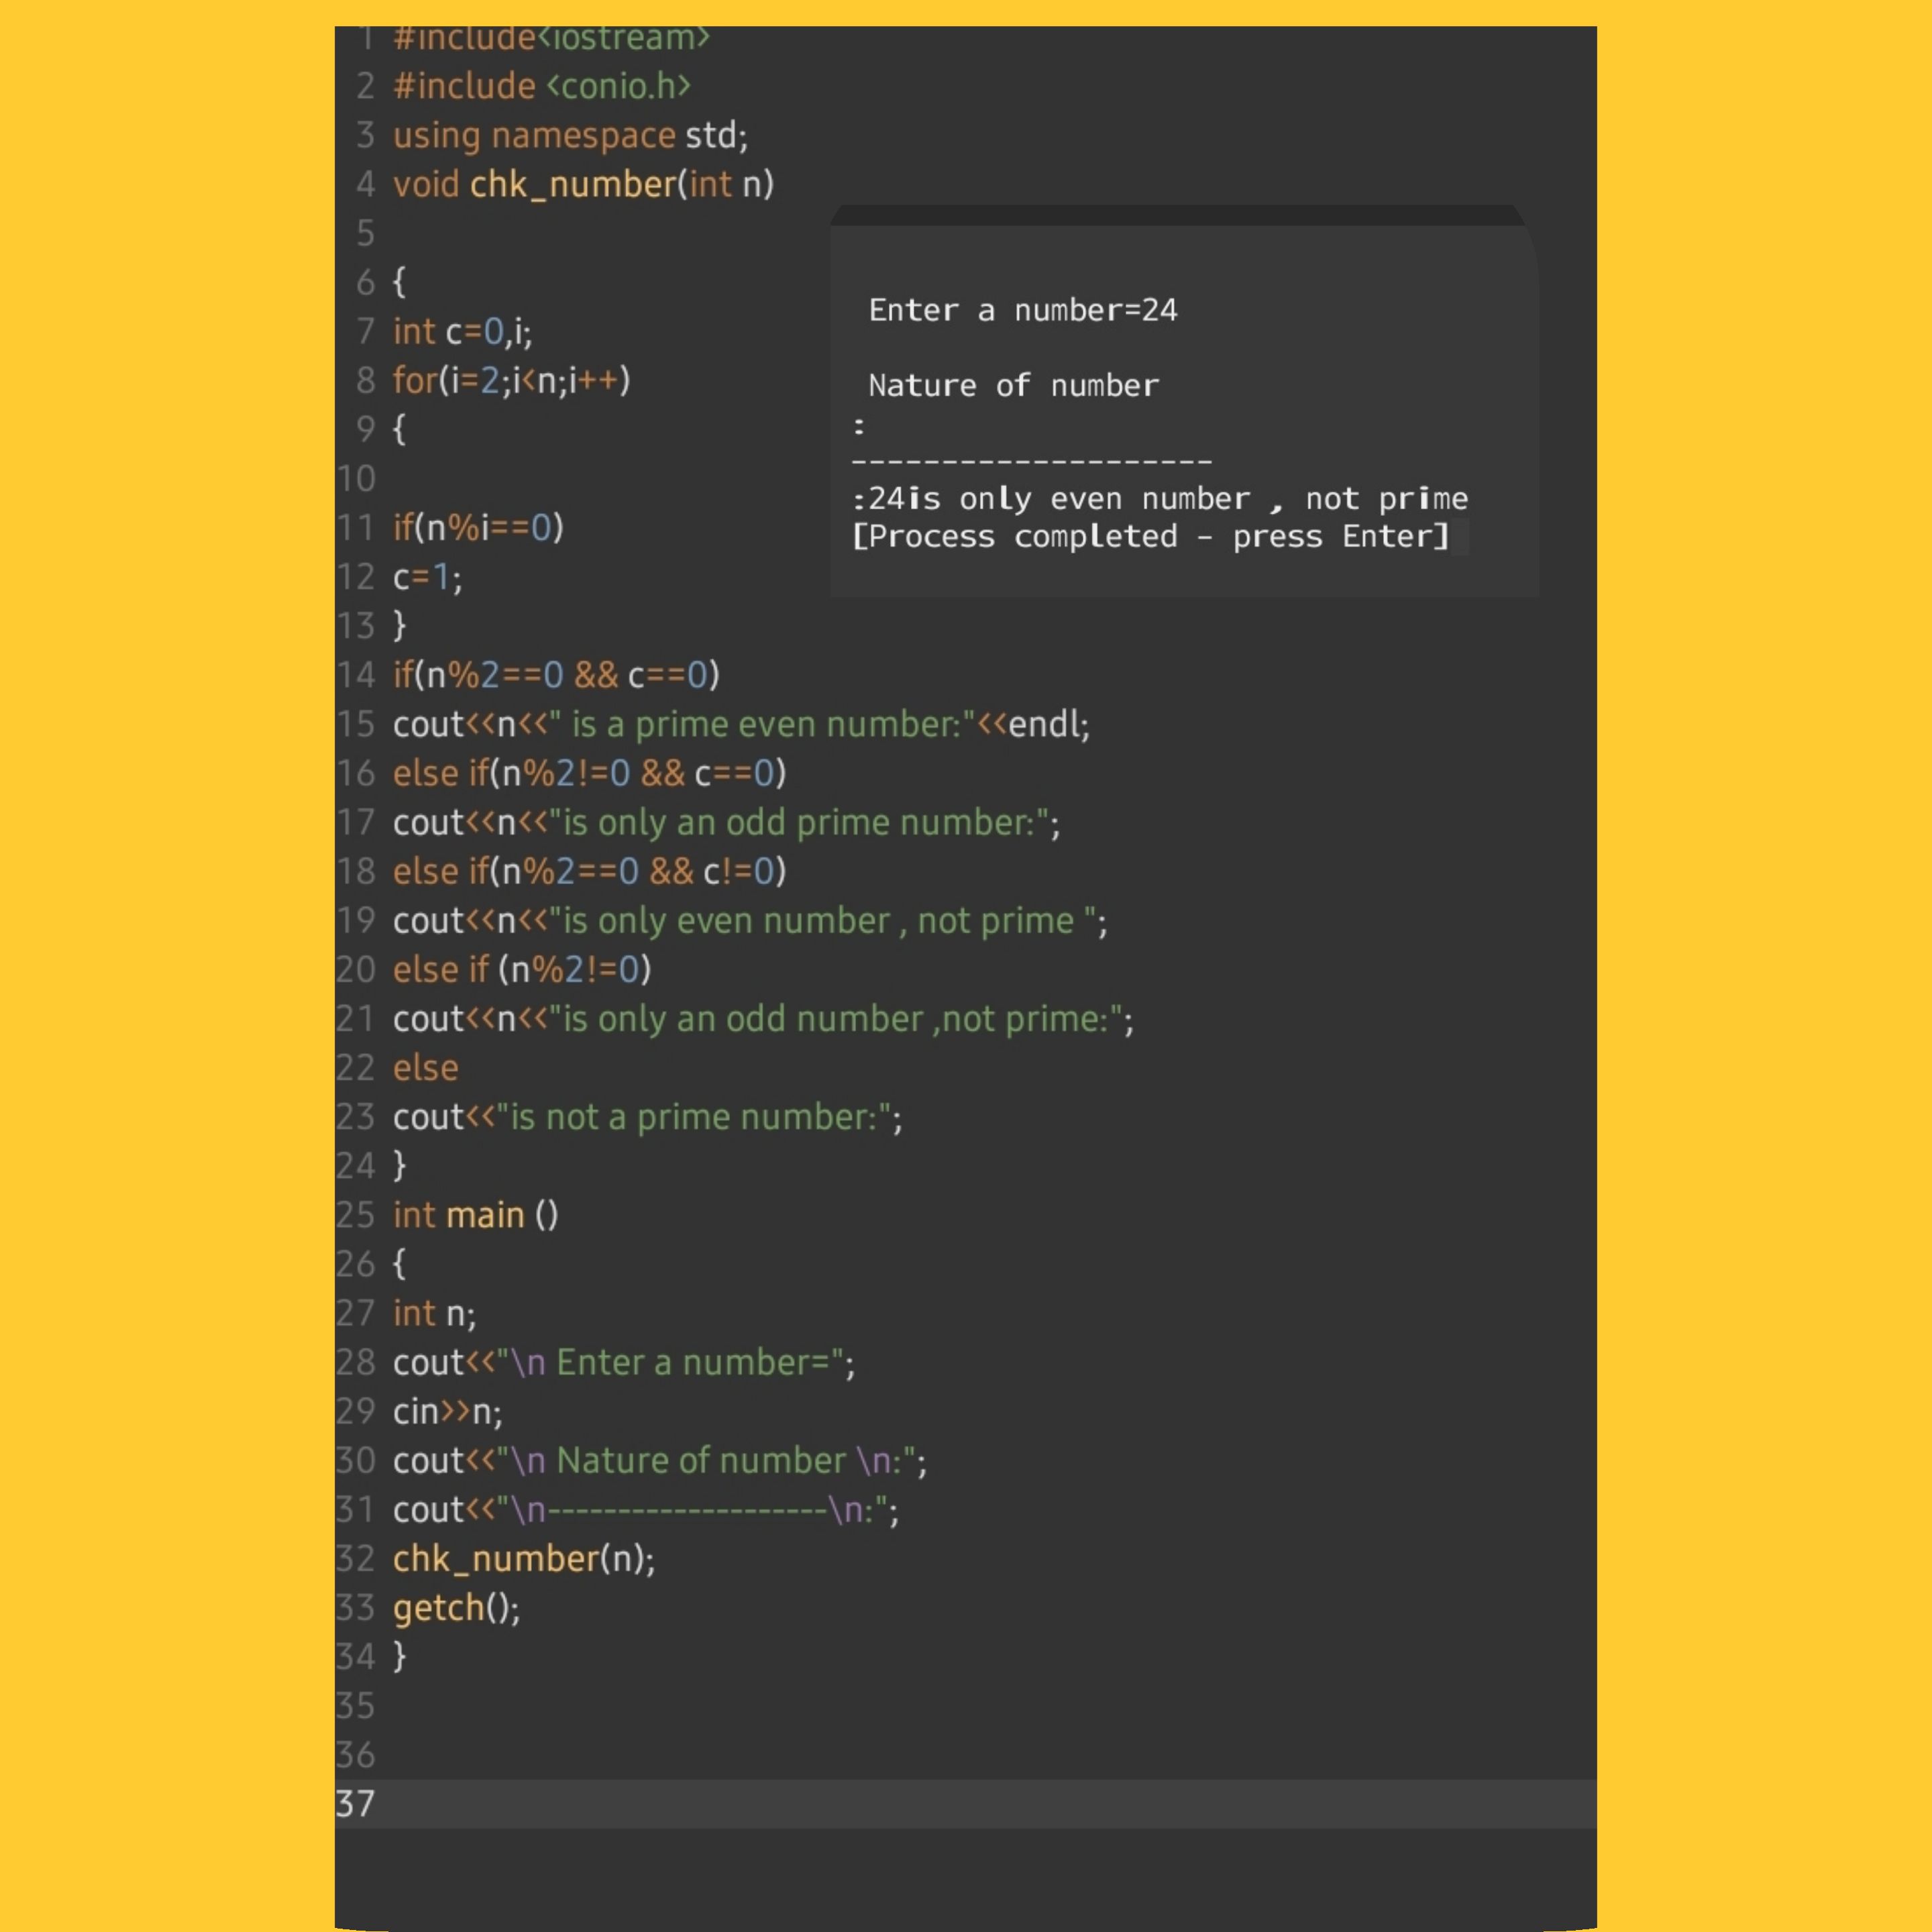 1 #include<iostream>
2 #include <conio.h>
3 using namespace std;
4 void chk_number(int n)
5
6 {
7 int c=0,i;
8 for(i=2;i<n;i++)
9 {
10
11 if(n%i==0)
12 c=1;
13 }
14 if(n%2==0 && c==0)
15 cout<<n<<" is a prime even number:"<<endl;
16 else if(n%2!=0 && c==0)
17 cout<<n<<"is only an odd prime number:";
18 else if(n%2==0 && c!=0)
19 cout<<n<<"is only even number , not prime ";
20 else if (n%2!=0)
21 cout<<n<<"is only an odd number ,not prime:";
22 else
23 cout<<"is not a prime number:";
24 }
25 int main ()
26 {
27 int n;
28 cout<<"\n Enter a number=";
29 cin>>n;
30 cout<<"\n Nature of number \n:";
31 cout<<"\n--------------------\n:";
32 chk_number(n);
33 getch();
34 }
35
36
37
Enter a number=24
Nature of number
:
--------------------
:24is only even number , not prime
[Process completed - press Enter]